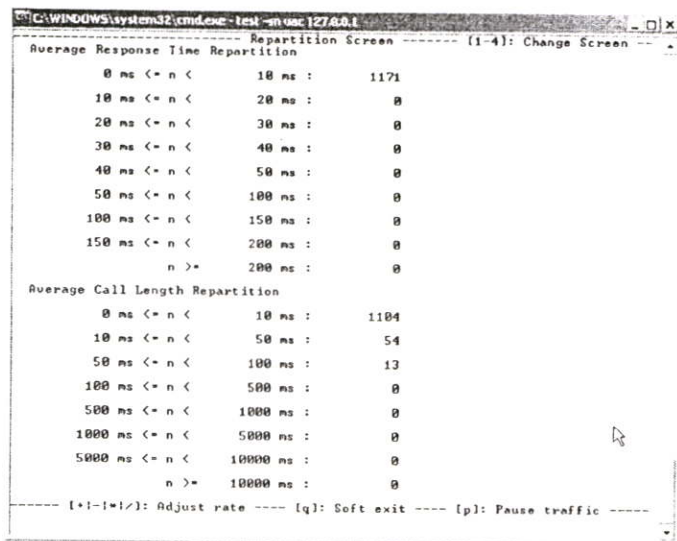 C:\WINDOWS\system32\cmd.exe - test -sn uac 127.0.0.1
------------------------------ Repartition Screen ------- [1-4]: Change Screen --
Average Response Time Repartition
0 ms <= n < 10 ms : 1171
10 ms <= n < 20 ms : 0
20 ms <= n < 30 ms : 0
30 ms <= n < 40 ms : 0
40 ms <= n < 50 ms : 0
50 ms <= n < 100 ms : 0
100 ms <= n < 150 ms : 0
150 ms <= n < 200 ms : 0
n >= 200 ms : 0
Average Call Length Repartition
0 ms <= n < 10 ms : 1104
10 ms <= n < 50 ms : 54
50 ms <= n < 100 ms : 13
100 ms <= n < 500 ms : 0
500 ms <= n < 1000 ms : 0
1000 ms <= n < 5000 ms : 0
5000 ms <= n < 10000 ms : 0
n >= 10000 ms : 0
------ [+|-|*|/]: Adjust rate ---- [q]: Soft exit ---- [p]: Pause traffic -----